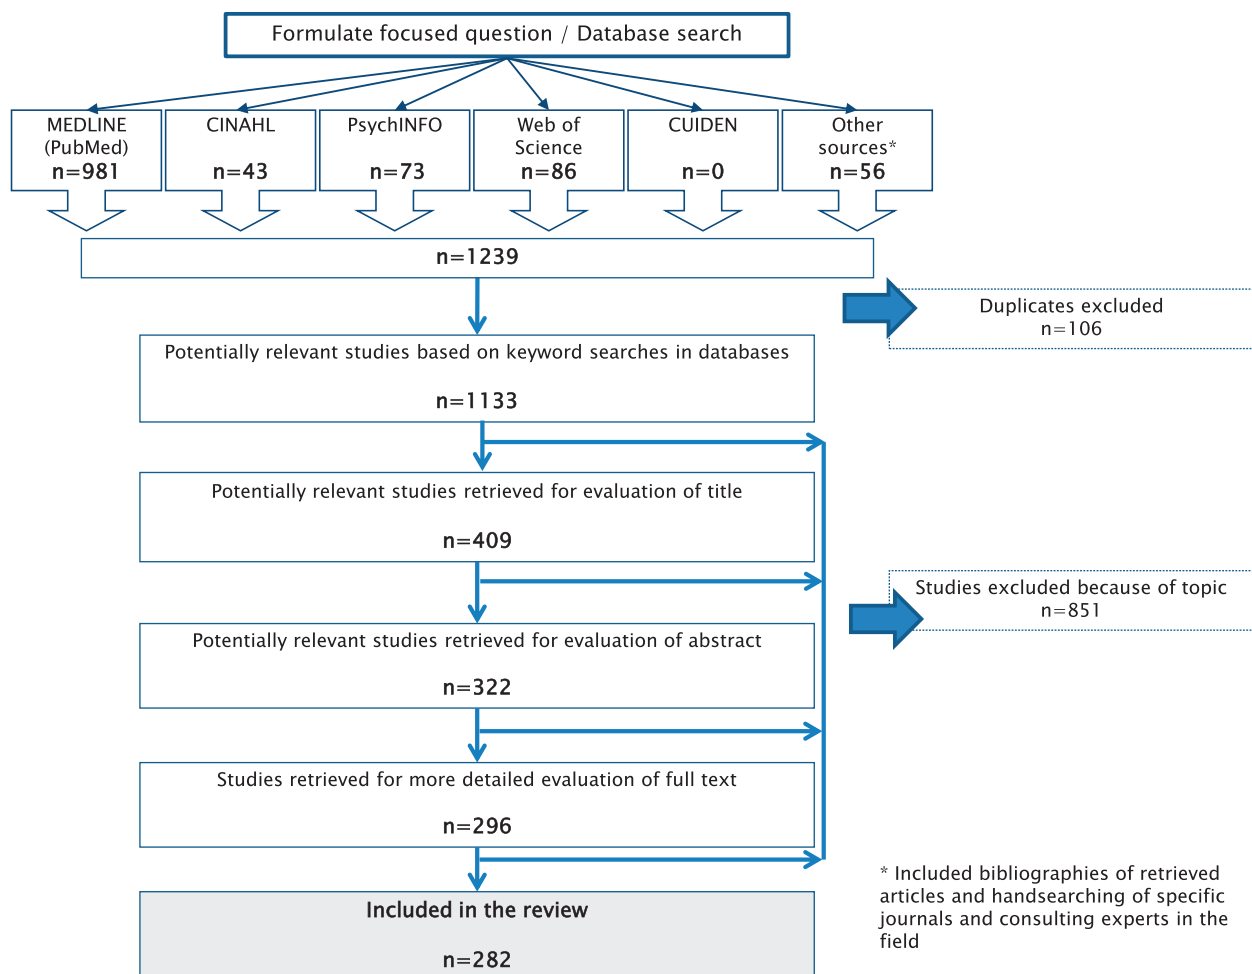 Formulate focused question / Database search
MEDLINE
(PubMed)
n=981
CINAHL
n=43
PsychINFO
n=73
Web of
Science
n=86
CUIDEN
n=0
Other
sources*
n=56
n=1239
Duplicates excluded
n=106
Potentially relevant studies based on keyword searches in databases
n=1133
Potentially relevant studies retrieved for evaluation of title
n=409
Studies excluded because of topic
n=851
Potentially relevant studies retrieved for evaluation of abstract
n=322
Studies retrieved for more detailed evaluation of full text
n=296
Included in the review
n=282
* Included bibliographies of retrieved
articles and handsearching of specific
journals and consulting experts in the
field